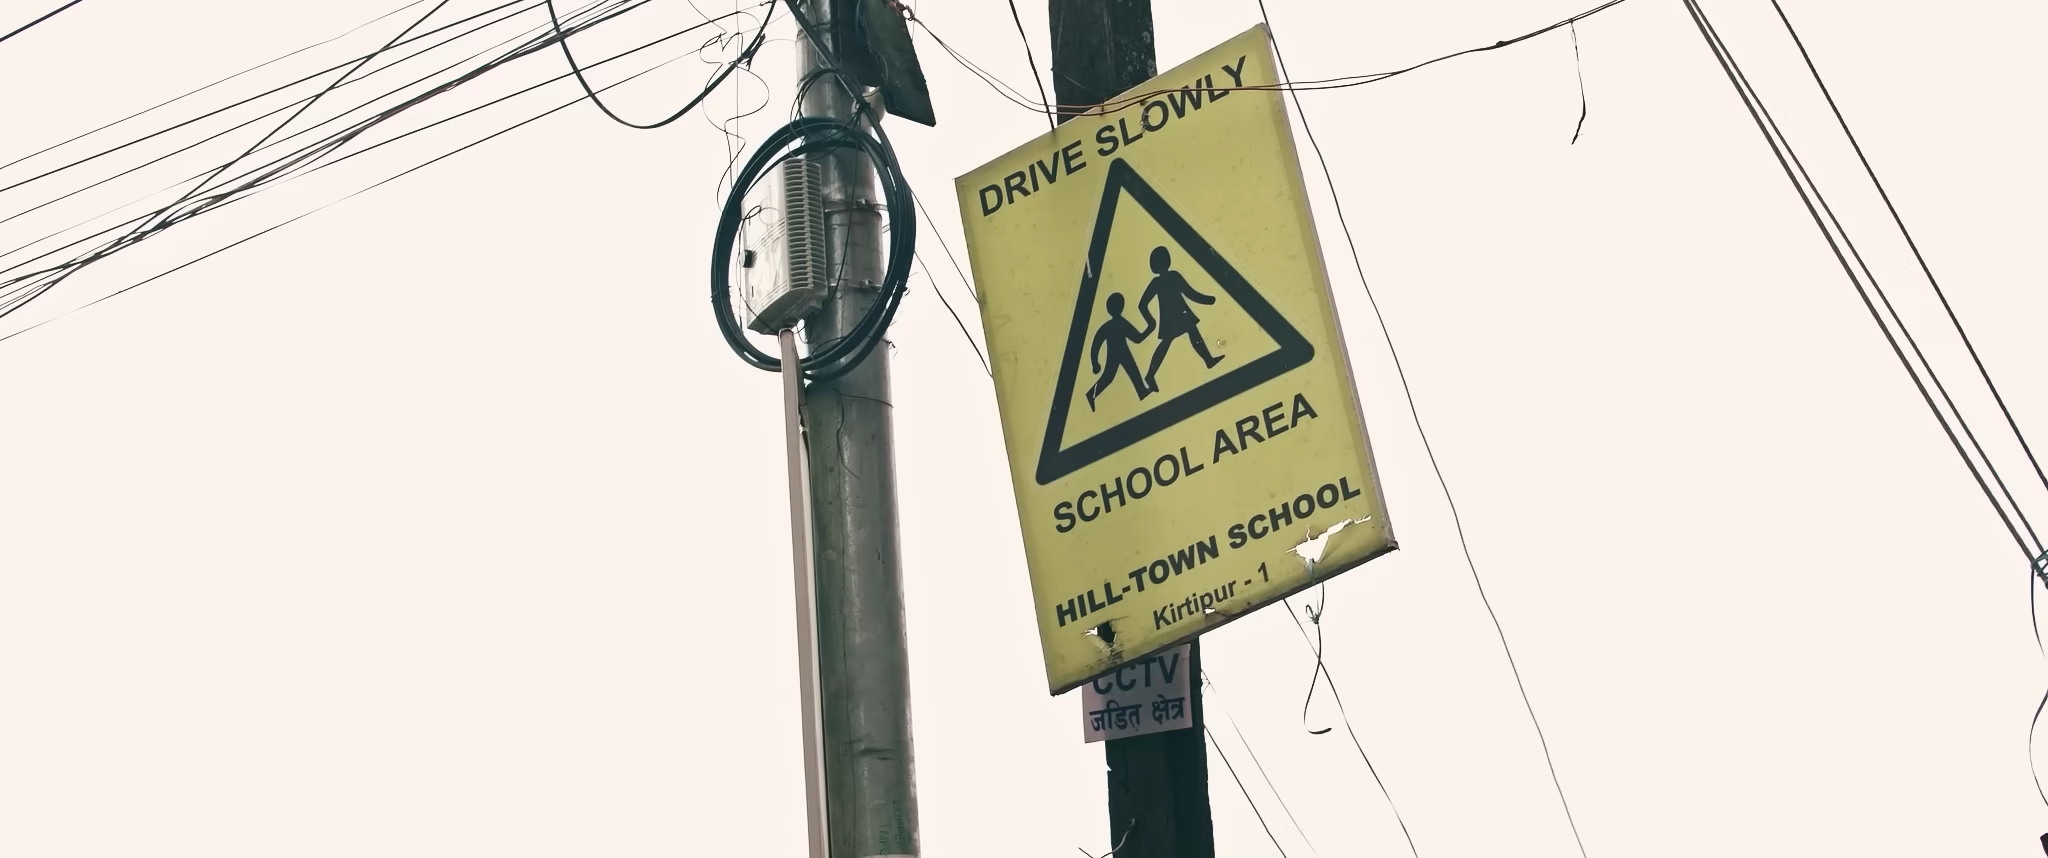 DRIVE SLOWLY
SCHOOL AREA
HILL-TOWN SCHOOL
Kirtipur - 1
CCTV
जडित क्षेत्र